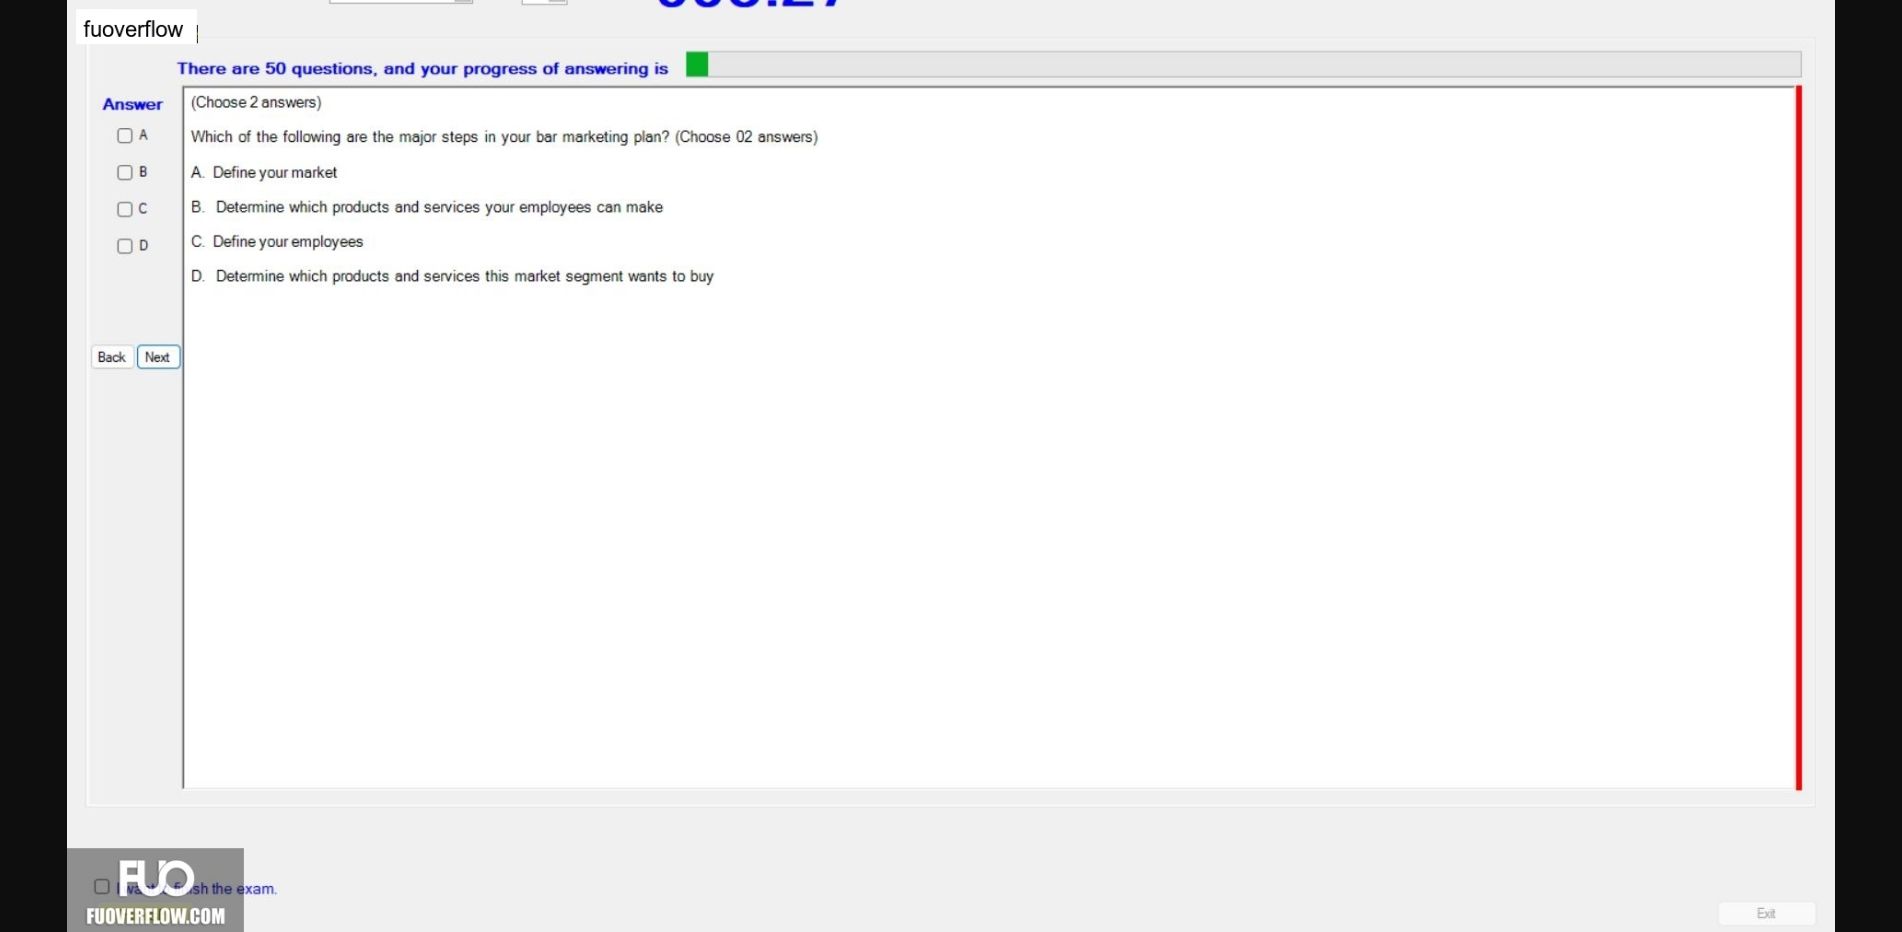 fuoverflow
There are 50 questions, and your progress of answering is
Answer
(Choose 2 answers)
A
Which of the following are the major steps in your bar marketing plan? (Choose 02 answers)
B
A. Define your market
C
B. Determine which products and services your employees can make
D
C. Define your employees
D. Determine which products and services this market segment wants to buy
Back Next
FUO
I want finish the exam.
FUOVERFLOW.COM
Exit